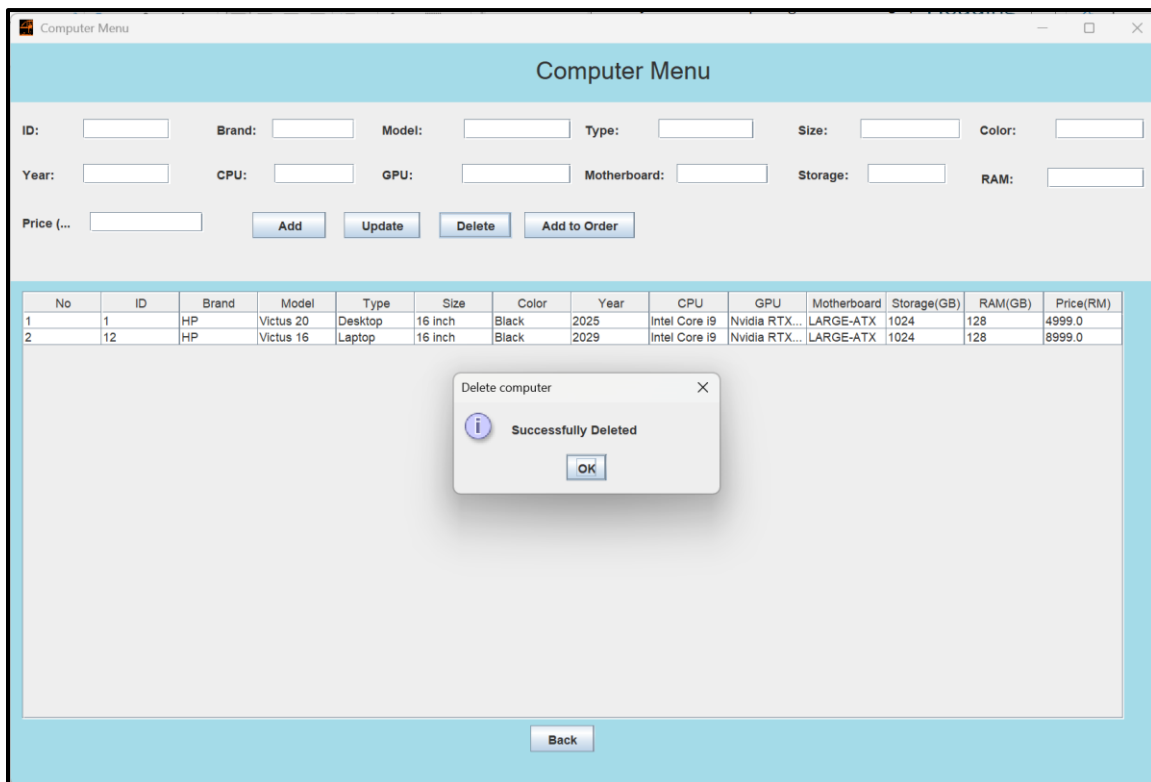 Computer Menu
Computer Menu
ID: Brand: Model: Type: Size: Color:
Year: CPU: GPU: Motherboard: Storage: RAM:
Price (... Add Update Delete Add to Order
No ID Brand Model Type Size Color Year CPU GPU Motherboard Storage(GB) RAM(GB) Price(RM)
1 1 HP Victus 20 Desktop 16 inch Black 2025 Intel Core i9 Nvidia RTX... LARGE-ATX 1024 128 4999.0
2 12 HP Victus 16 Laptop 16 inch Black 2029 Intel Core i9 Nvidia RTX... LARGE-ATX 1024 128 8999.0
Delete computer
Successfully Deleted
OK
Back